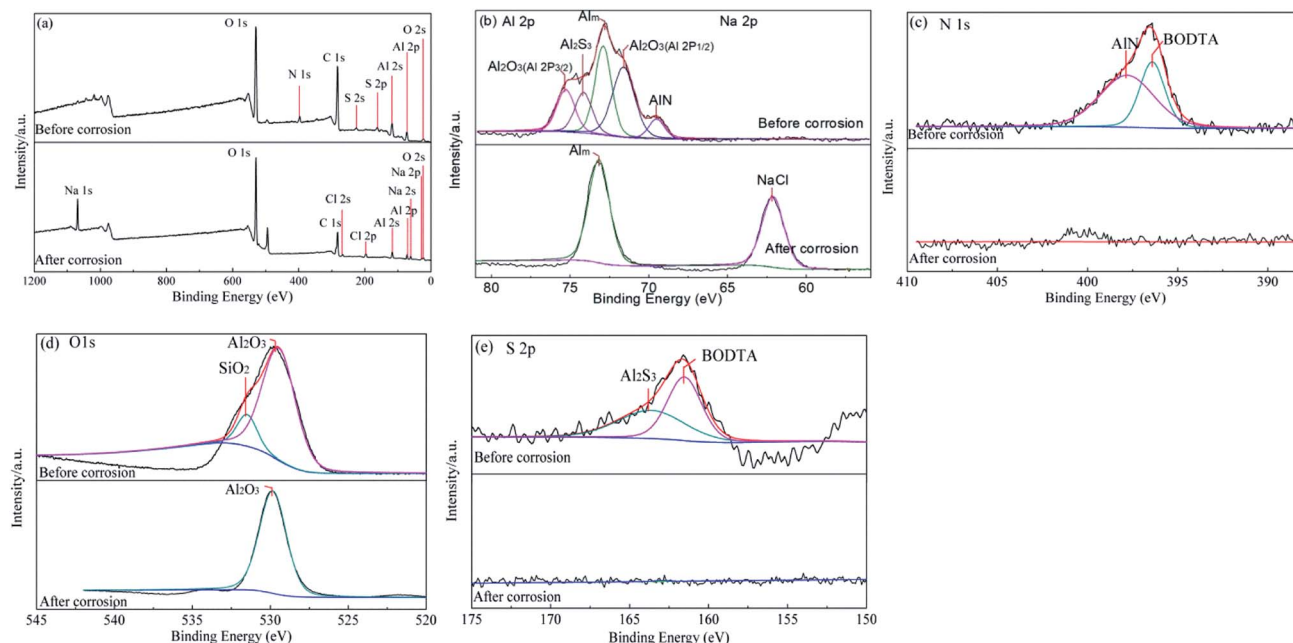 (a)
O 1s
N 1s
C 1s
S 2s
S 2p
Al 2s
Al 2p
O 2s
Before corrosion
Na 1s
O 1s
C 1s
Cl 2s
Cl 2p
Al 2s
Al 2p
Na 2s
Na 2p
O 2s
After corrosion
Intensity/a.u.
1200 1000 800 600 400 200 0
Binding Energy (eV)
(b) Al 2p Na 2p
Al2O3(Al 2P3/2)
Al2S3
Alm
Al2O3(Al 2P1/2)
AlN
Before corrosion
Alm
NaCl
After corrosion
Intensity/a.u.
80 75 70 65 60
Binding Energy (eV)
(c) N 1s
AlN
BODTA
Before corrosion
After corrosion
Intensity/a.u.
410 405 400 395 390
Binding Energy (eV)
(d) O1s
Al2O3
SiO2
Before corrosion
Al2O3
After corrosion
Intensity/a.u.
545 540 535 530 525 520
Binding Energy (eV)
(e) S 2p
Al2S3
BODTA
Before corrosion
After corrosion
Intensity/a.u.
175 170 165 160 155 150
Binding Energy (eV)